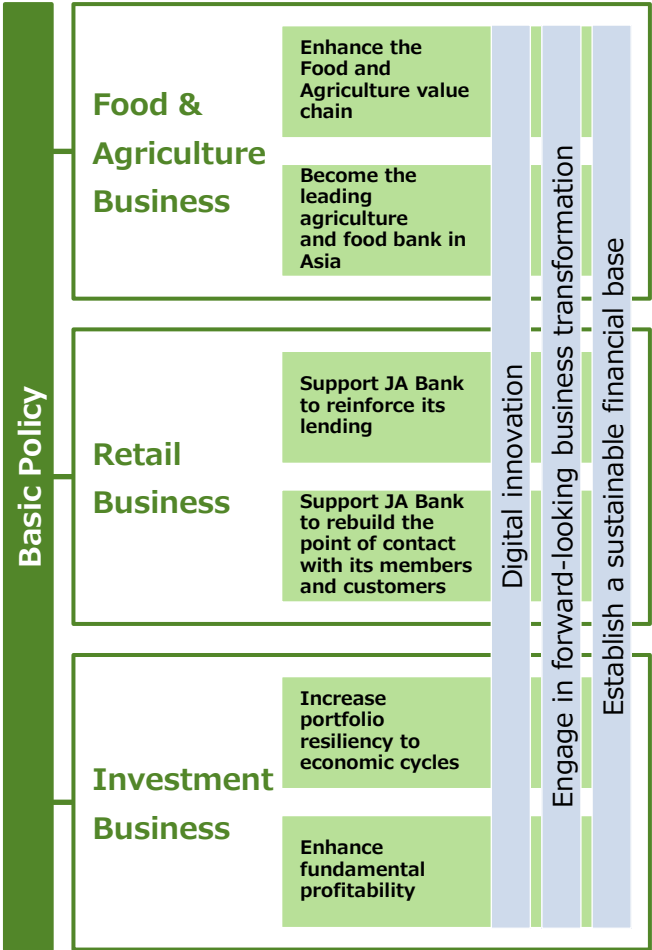 Basic Policy
Food &
Agriculture
Business
Enhance the
Food and
Agriculture value
chain
Become the
leading
agriculture
and food bank in
Asia
Retail
Business
Support JA Bank
to reinforce its
lending
Support JA Bank
to rebuild the
point of contact
with its members
and customers
Investment
Business
Increase
portfolio
resiliency to
economic cycles
Enhance
fundamental
profitability
Digital innovation
Engage in forward-looking business transformation
Establish a sustainable financial base